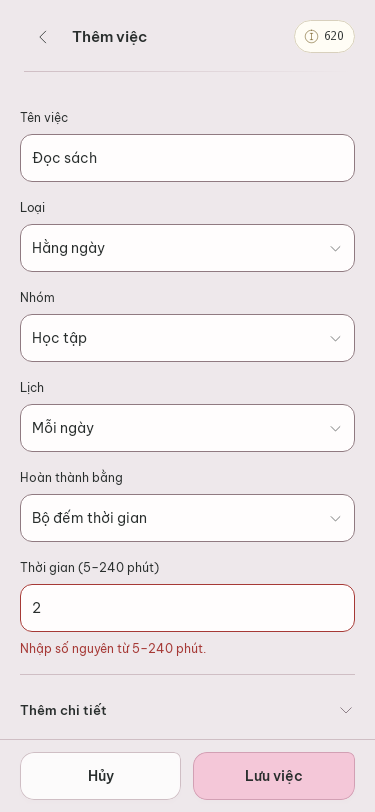 Thêm việc
620
Tên việc
Đọc sách
Loại
Hằng ngày
Nhóm
Học tập
Lịch
Mỗi ngày
Hoàn thành bằng
Bộ đếm thời gian
Thời gian (5–240 phút)
2
Nhập số nguyên từ 5–240 phút.
Thêm chi tiết
Hủy
Lưu việc